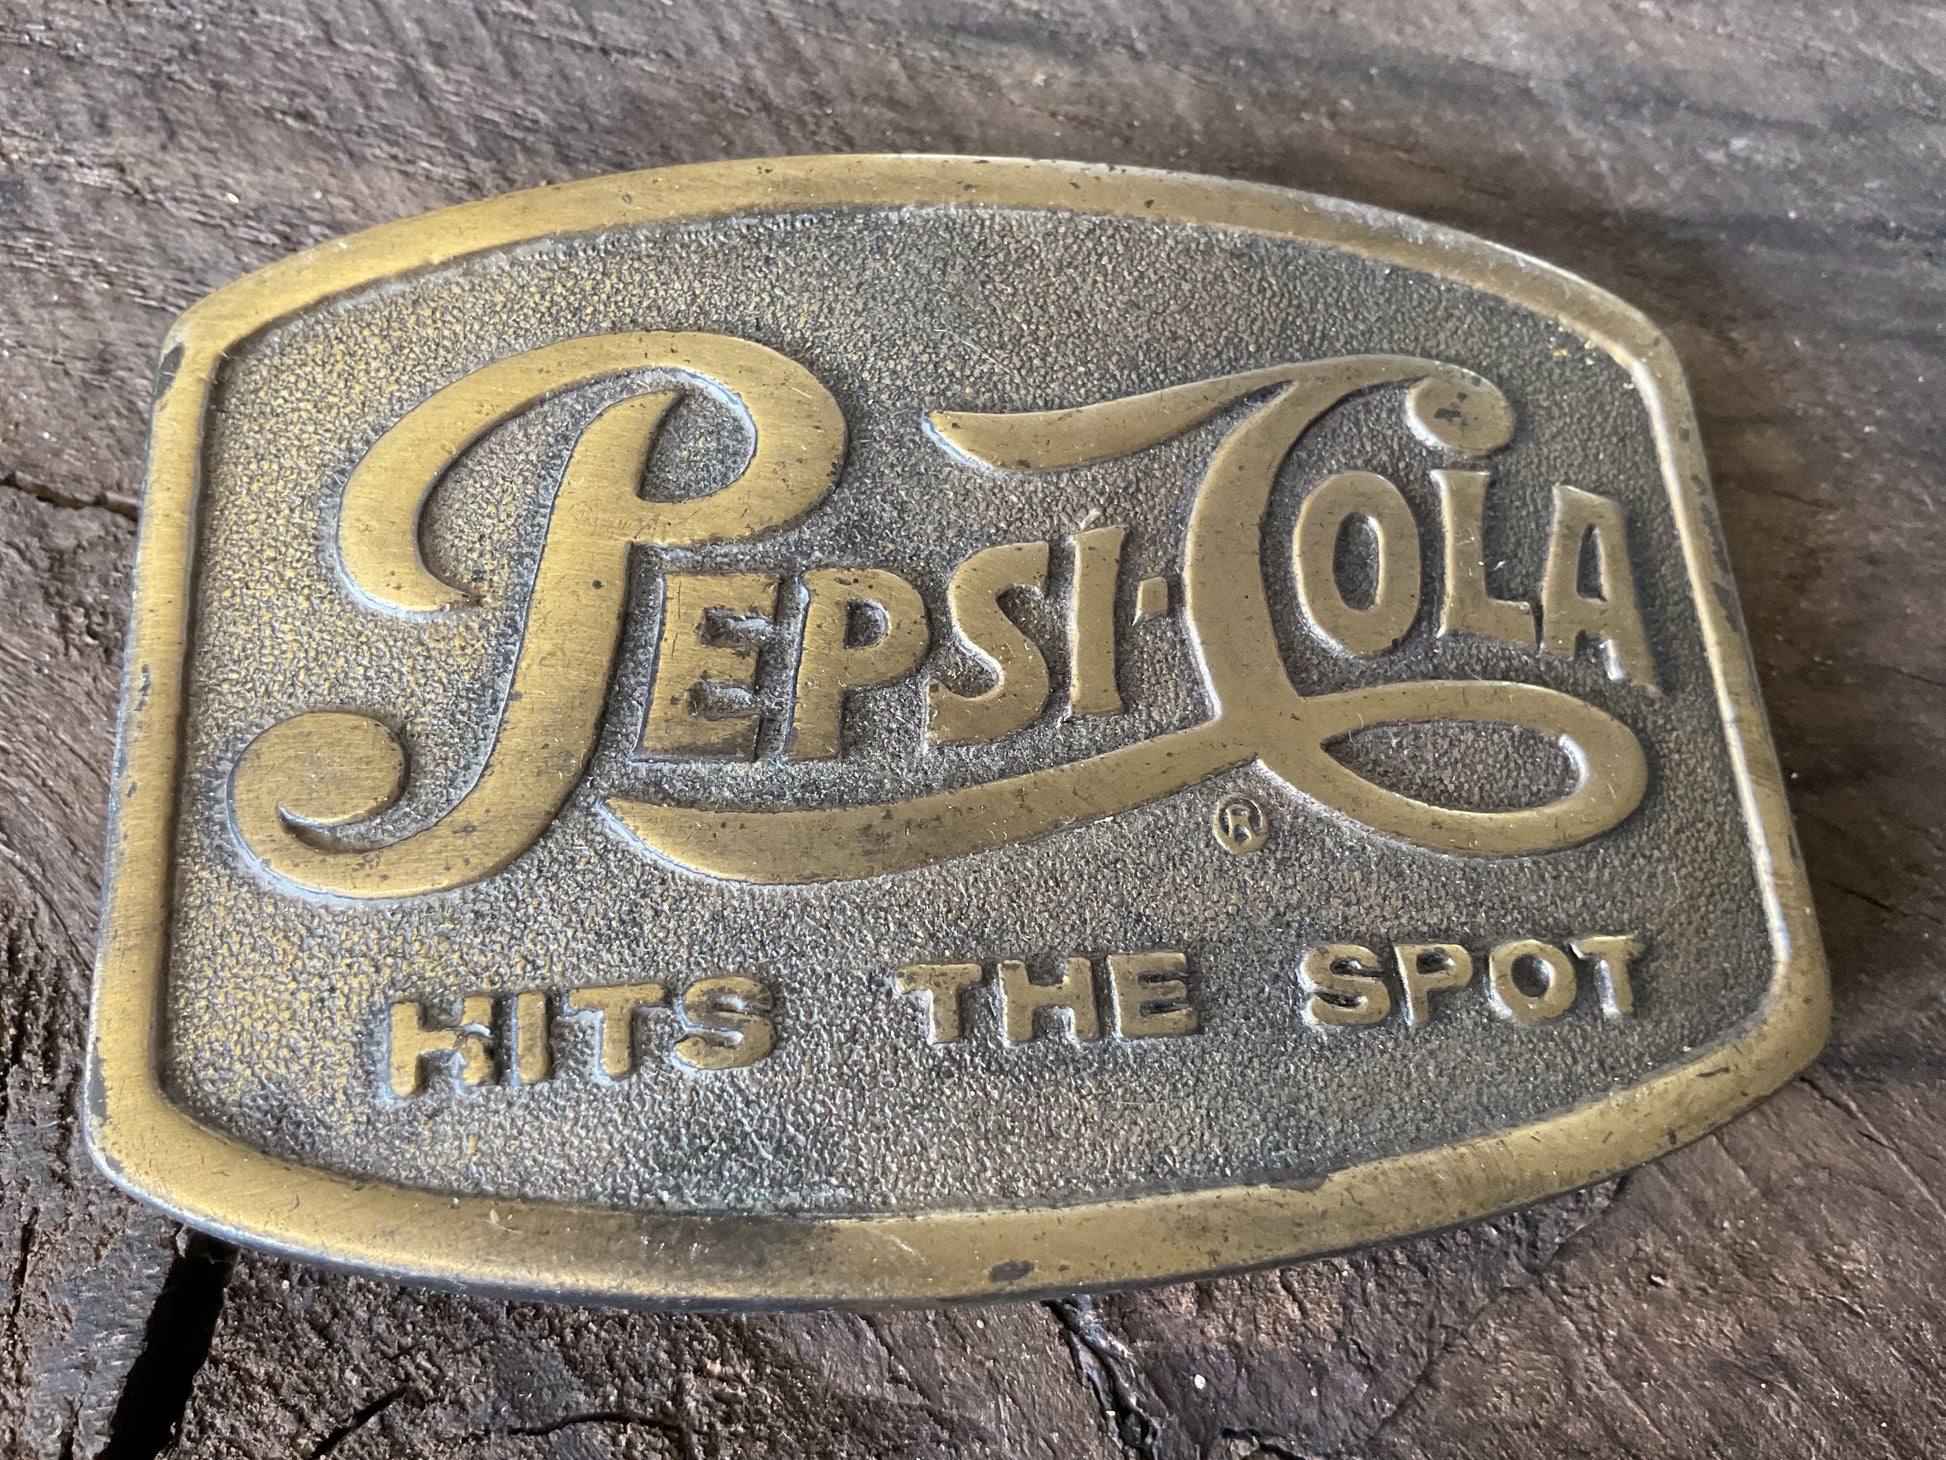 PEPSI-COLA
®
HITS THE SPOT